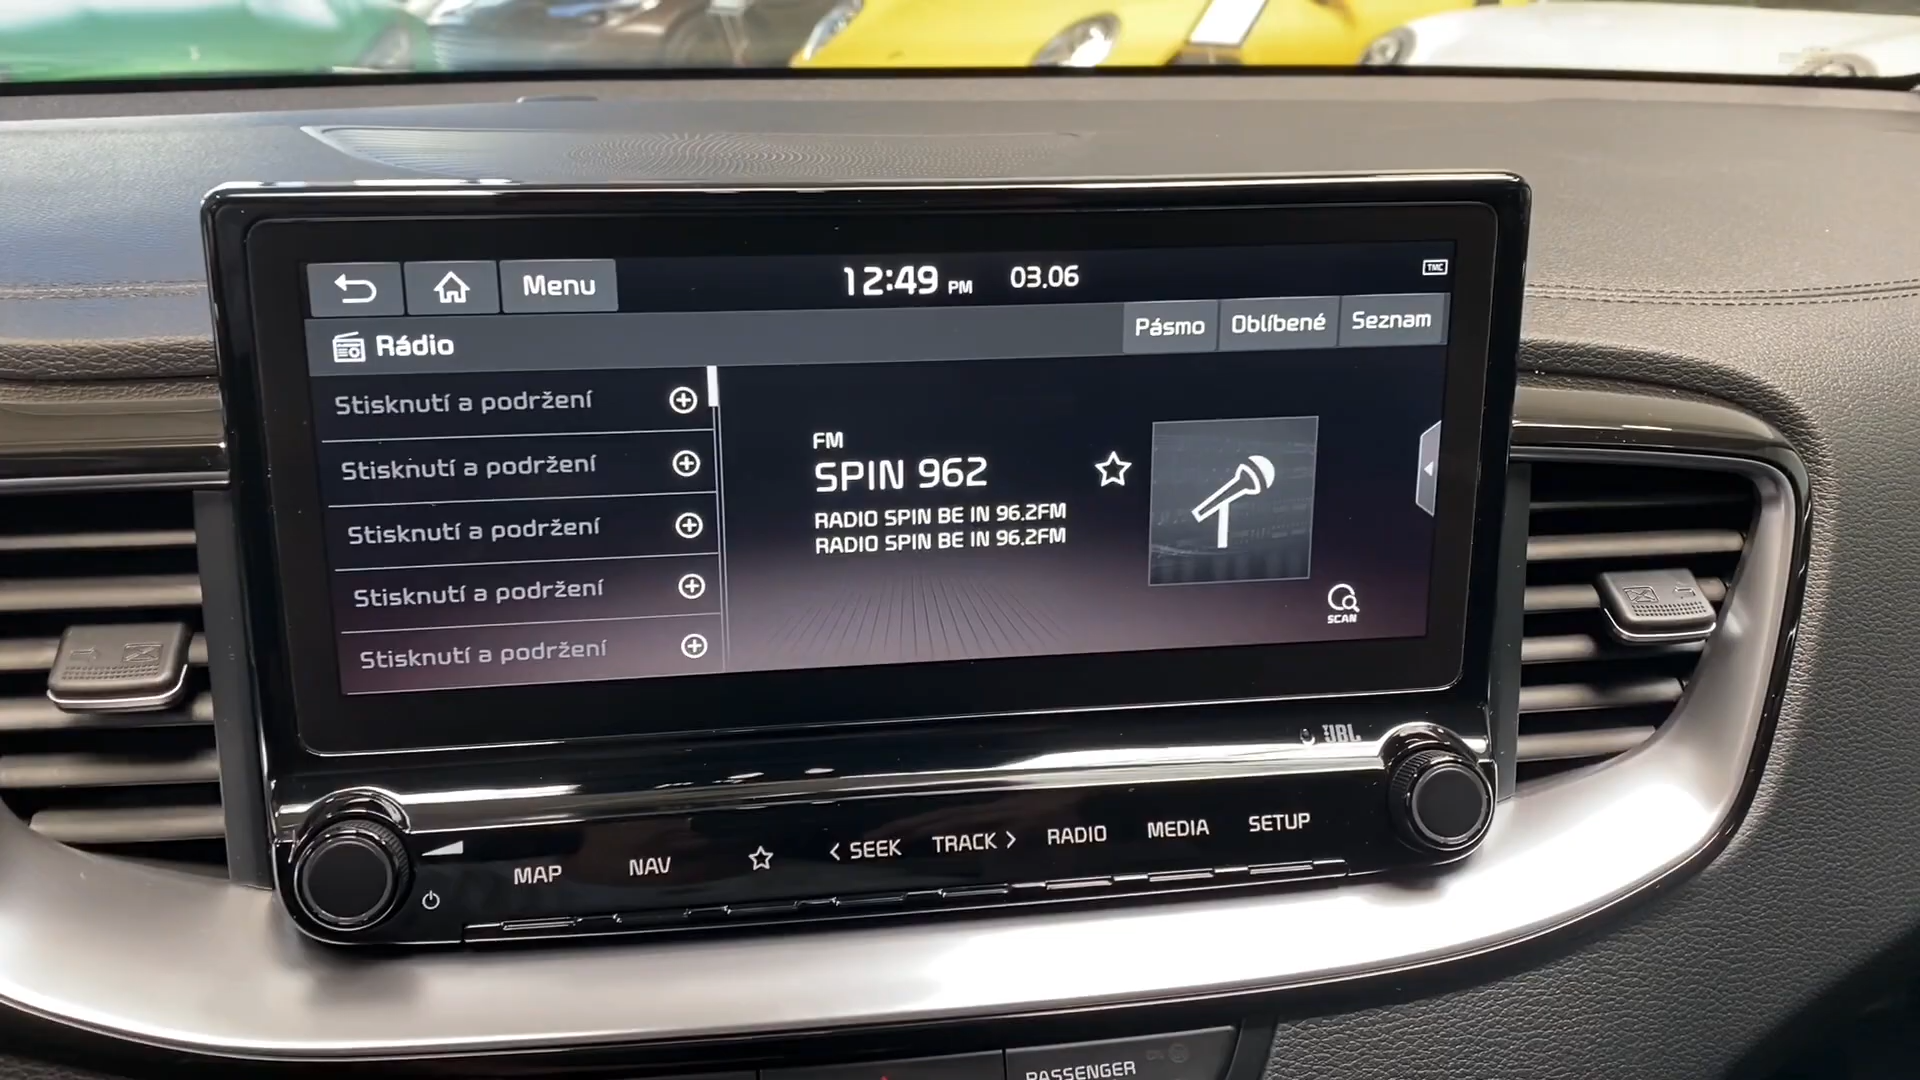 Menu
12:49 PM 03.06
TMC
Rádio
Pásmo Oblíbené Seznam
Stisknutí a podržení
Stisknutí a podržení
Stisknutí a podržení
Stisknutí a podržení
Stisknutí a podržení
FM
SPIN 962
RADIO SPIN BE IN 96.2FM
RADIO SPIN BE IN 96.2FM
SCAN
JBL
MAP NAV SEEK TRACK RADIO MEDIA SETUP
PASSENGER